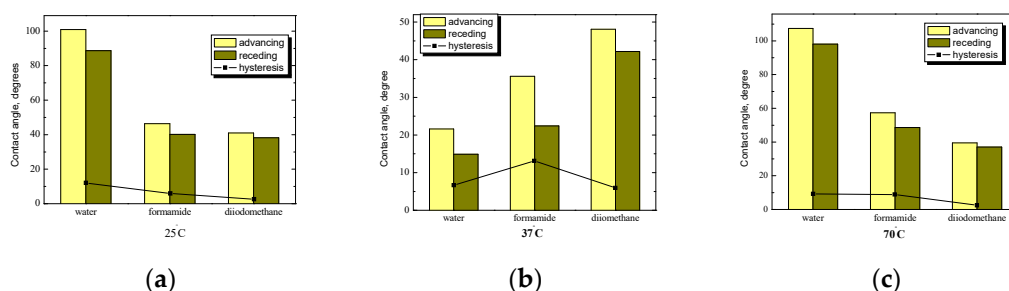 Contact angle, degrees
100
80
60
40
20
0
advancing
receding
hysteresis
water formamide diiodomethane
25°C
(a)
Contact angle, degree
50
40
30
20
10
0
advancing
receding
hysteresis
water formamide diiomethane
37°C
(b)
Contact angle, degree
100
80
60
40
20
0
advancing
receding
hysteresis
water formamide diiodomethane
70°C
(c)